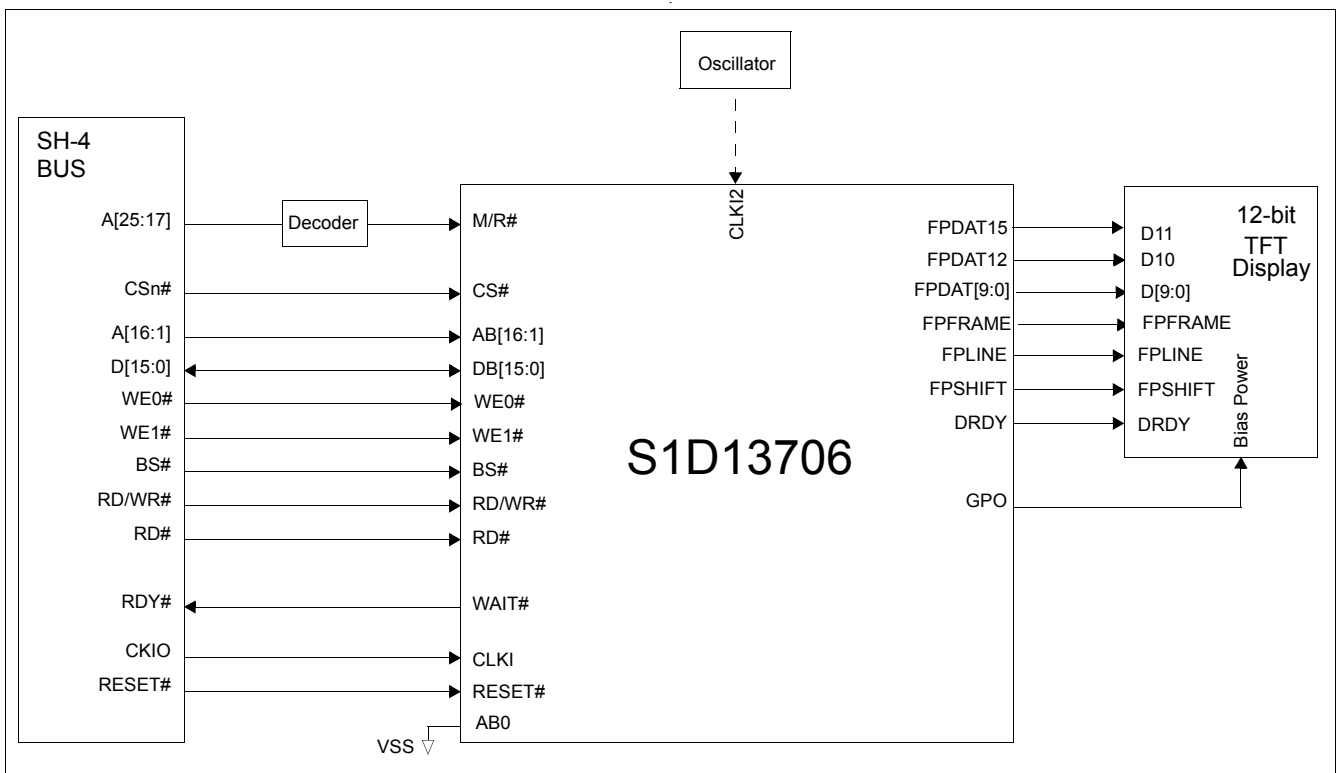 Oscillator
SH-4
BUS
A[25:17]
CSn#
A[16:1]
D[15:0]
WE0#
WE1#
BS#
RD/WR#
RD#
RDY#
CKIO
RESET#
Decoder
VSS
M/R#
CS#
AB[16:1]
DB[15:0]
WE0#
WE1#
BS#
RD/WR#
RD#
WAIT#
CLKI
RESET#
AB0
CLKI2
S1D13706
FPDAT15
FPDAT12
FPDAT[9:0]
FPFRAME
FPLINE
FPSHIFT
DRDY
GPO
12-bit
TFT
Display
D11
D10
D[9:0]
FPFRAME
FPLINE
FPSHIFT
DRDY
Bias Power